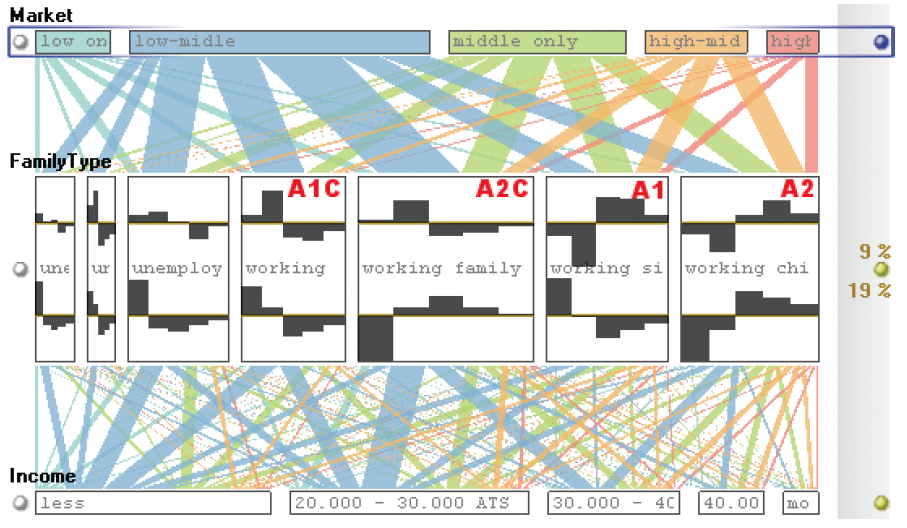 Market
low on low-midle middle only high-mid high
FamilyType
A1C A2C A1 A2
9 %
une ur unemploy working working family working si working chi
19 %
Income
less 20.000 - 30.000 ATS 30.000 - 40 40.00 mo